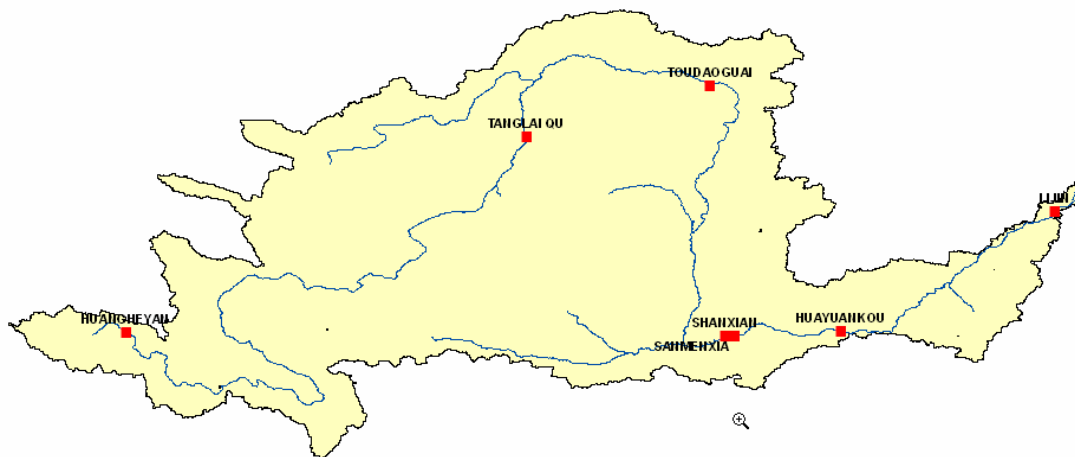 TOUDAOGUAI
TANGLAI QU
LIJIN
HUANGHEYAN
SHANXIAN
HUAYUANKOU
SANMENXIA